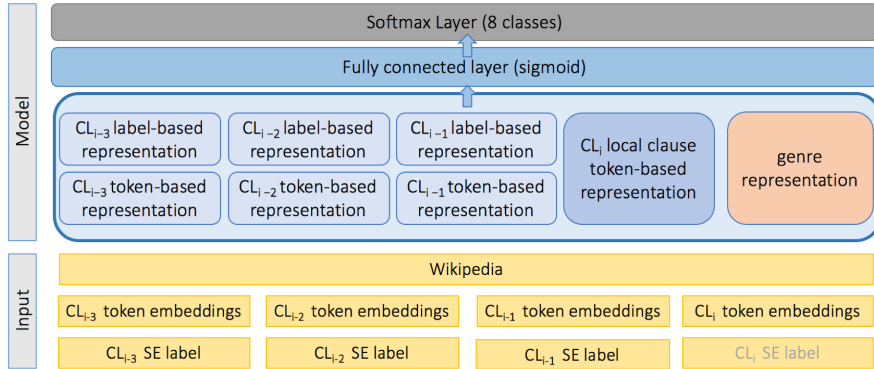 Model
Softmax Layer (8 classes)
Fully connected layer (sigmoid)
CLi−3 label-based
representation
CLi−2 label-based
representation
CLi−1 label-based
representation
CLi−3 token-based
representation
CLi−2 token-based
representation
CLi−1 token-based
representation
CLi local clause
token-based
representation
genre
representation
Input
Wikipedia
CLi-3 token embeddings
CLi-2 token embeddings
CLi-1 token embeddings
CLi token embeddings
CLi-3 SE label
CLi-2 SE label
CLi-1 SE label
CLi SE label